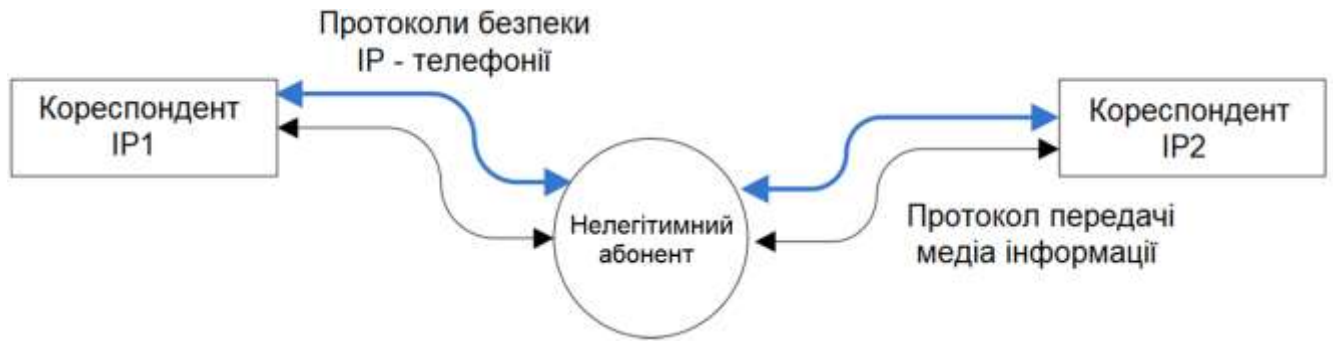 Протоколи безпеки
IP - телефонії
Кореспондент
IP1
Кореспондент
IP2
Нелегітимний
абонент
Протокол передачі
медіа інформації